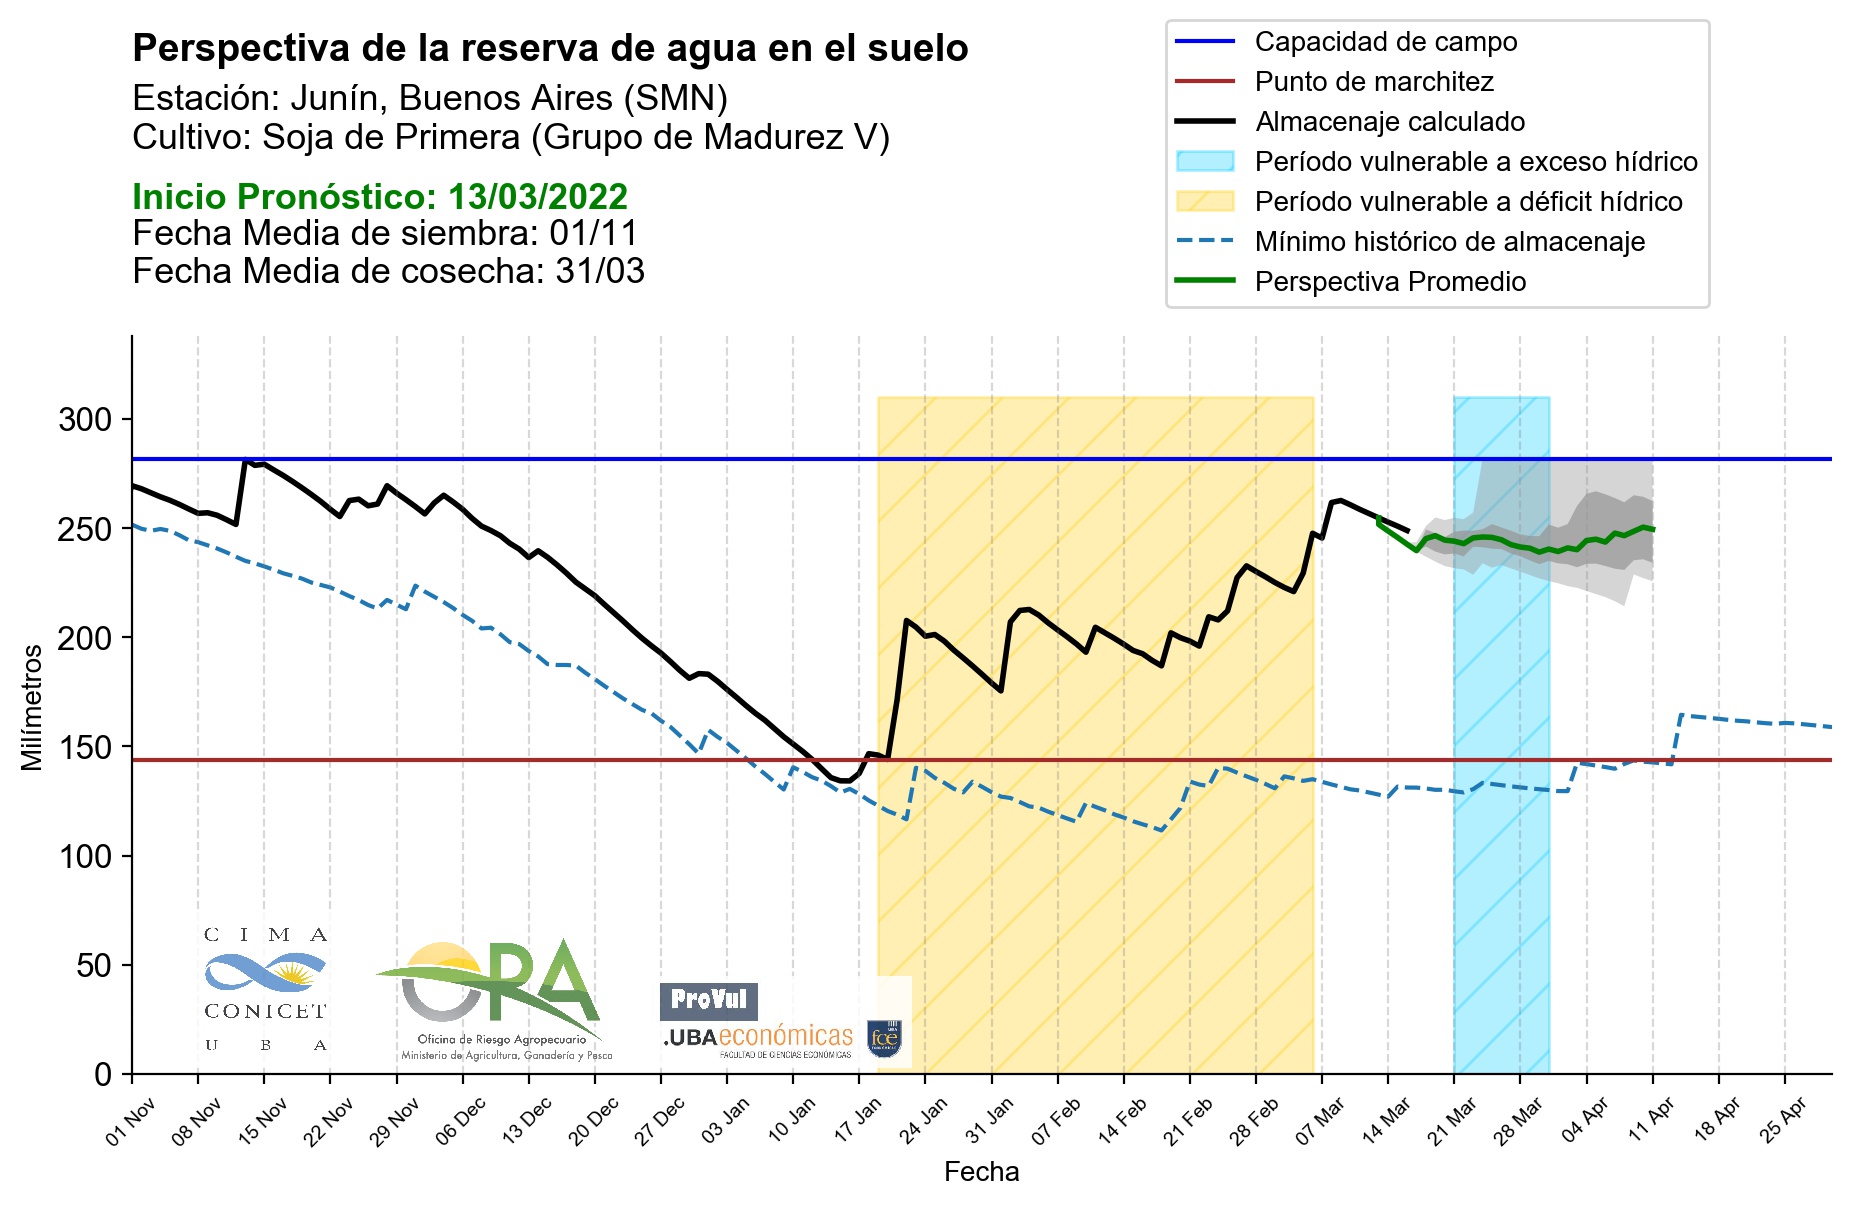 Perspectiva de la reserva de agua en el suelo
Estación: Junín, Buenos Aires (SMN)
Cultivo: Soja de Primera (Grupo de Madurez V)
Inicio Pronóstico: 13/03/2022
Fecha Media de siembra: 01/11
Fecha Media de cosecha: 31/03
Capacidad de campo
Punto de marchitez
Almacenaje calculado
Período vulnerable a exceso hídrico
Período vulnerable a déficit hídrico
Mínimo histórico de almacenaje
Perspectiva Promedio
Milímetros
300
250
200
150
100
50
0
CIMA
CONICET
UBA
ORA
Oficina de Riesgo Agropecuario
Ministerio de Agricultura, Ganadería y Pesca
ProVul
.UBAeconómicas
FACULTAD DE CIENCIAS ECONÓMICAS
fce
01 Nov
08 Nov
15 Nov
22 Nov
29 Nov
06 Dec
13 Dec
20 Dec
27 Dec
03 Jan
10 Jan
17 Jan
24 Jan
31 Jan
07 Feb
14 Feb
21 Feb
28 Feb
07 Mar
14 Mar
21 Mar
28 Mar
04 Apr
11 Apr
18 Apr
25 Apr
Fecha